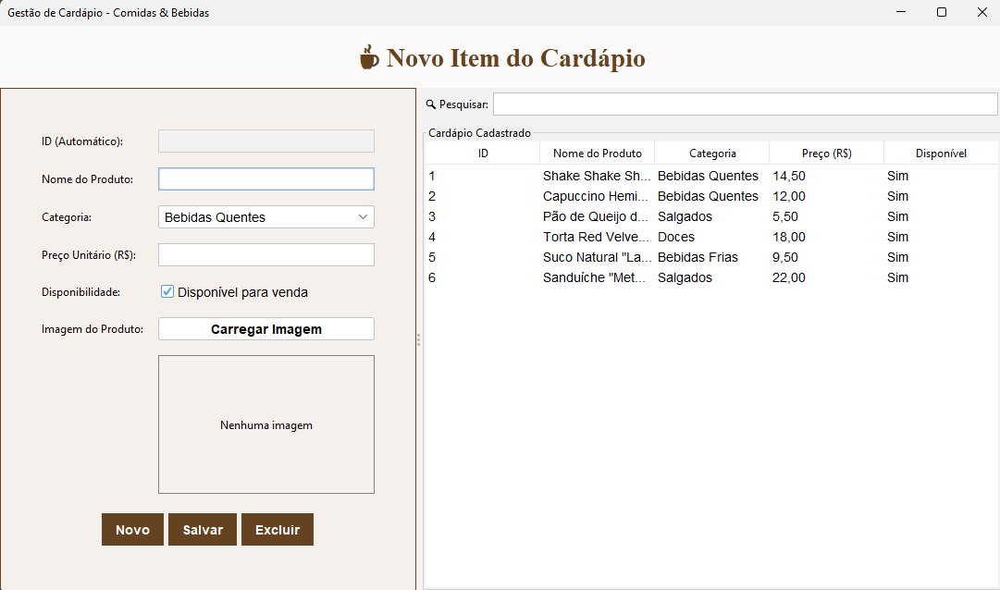 Gestão de Cardápio - Comidas & Bebidas
Novo Item do Cardápio
ID (Automático):
Nome do Produto:
Categoria: Bebidas Quentes
Preço Unitário (R$):
Disponibilidade: Disponível para venda
Imagem do Produto: Carregar Imagem
Nenhuma imagem
Novo Salvar Excluir
Pesquisar:
Cardápio Cadastrado
ID Nome do Produto Categoria Preço (R$) Disponível
1 Shake Shake Sh... Bebidas Quentes 14,50 Sim
2 Capuccino Hemi... Bebidas Quentes 12,00 Sim
3 Pão de Queijo d... Salgados 5,50 Sim
4 Torta Red Velve... Doces 18,00 Sim
5 Suco Natural "La... Bebidas Frias 9,50 Sim
6 Sanduíche "Met... Salgados 22,00 Sim